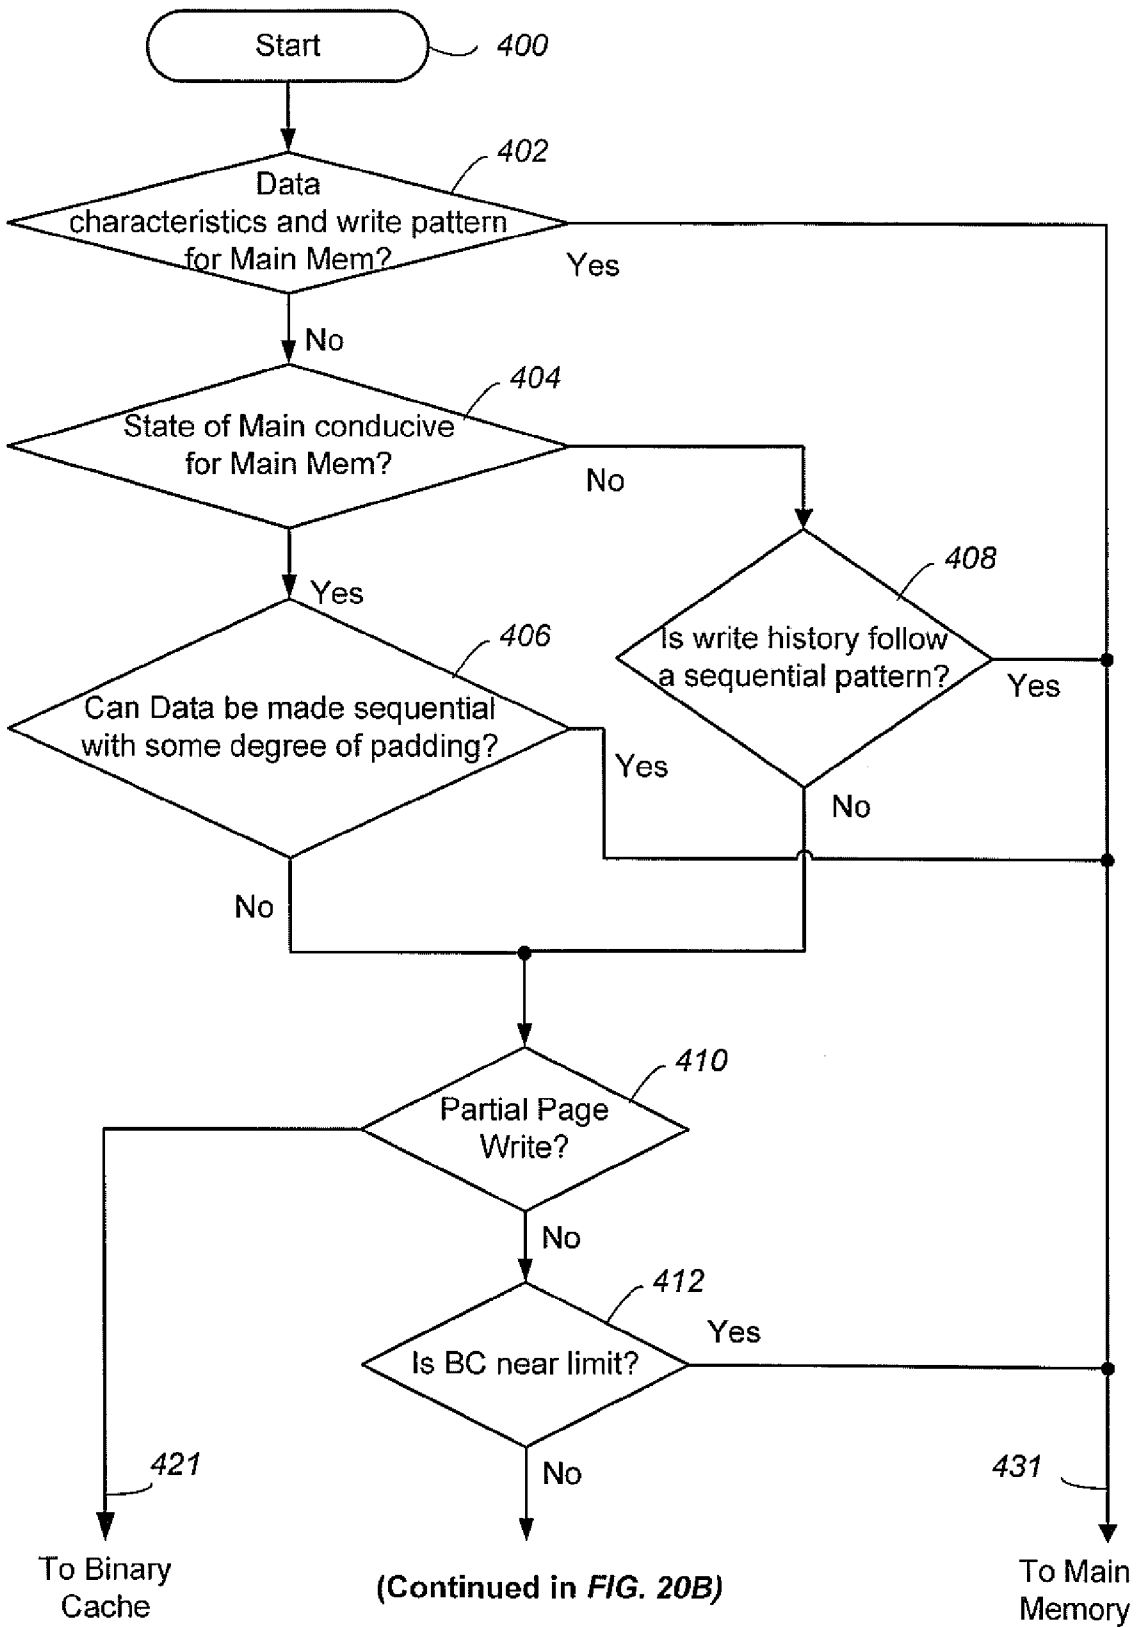 Start
400
402
Data
characteristics and write pattern
for Main Mem?
Yes
No
404
State of Main conducive
for Main Mem?
No
Yes
408
Is write history follow
a sequential pattern?
Yes
406
Can Data be made sequential
with some degree of padding?
Yes
No
No
410
Partial Page
Write?
No
412
Yes
Is BC near limit?
421
No
431
To Binary
Cache
(Continued in FIG. 20B)
To Main
Memory